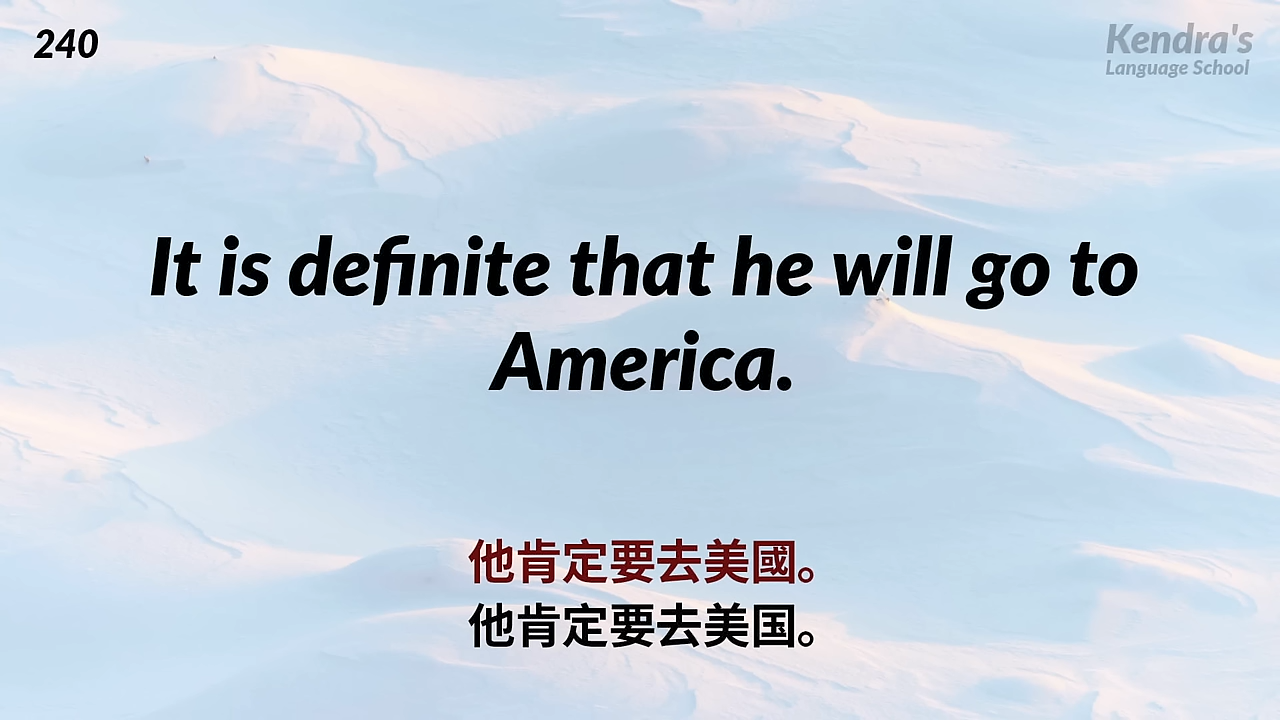 240
Kendra's
Language School
It is definite that he will go to
America.
他肯定要去美國。
他肯定要去美国。